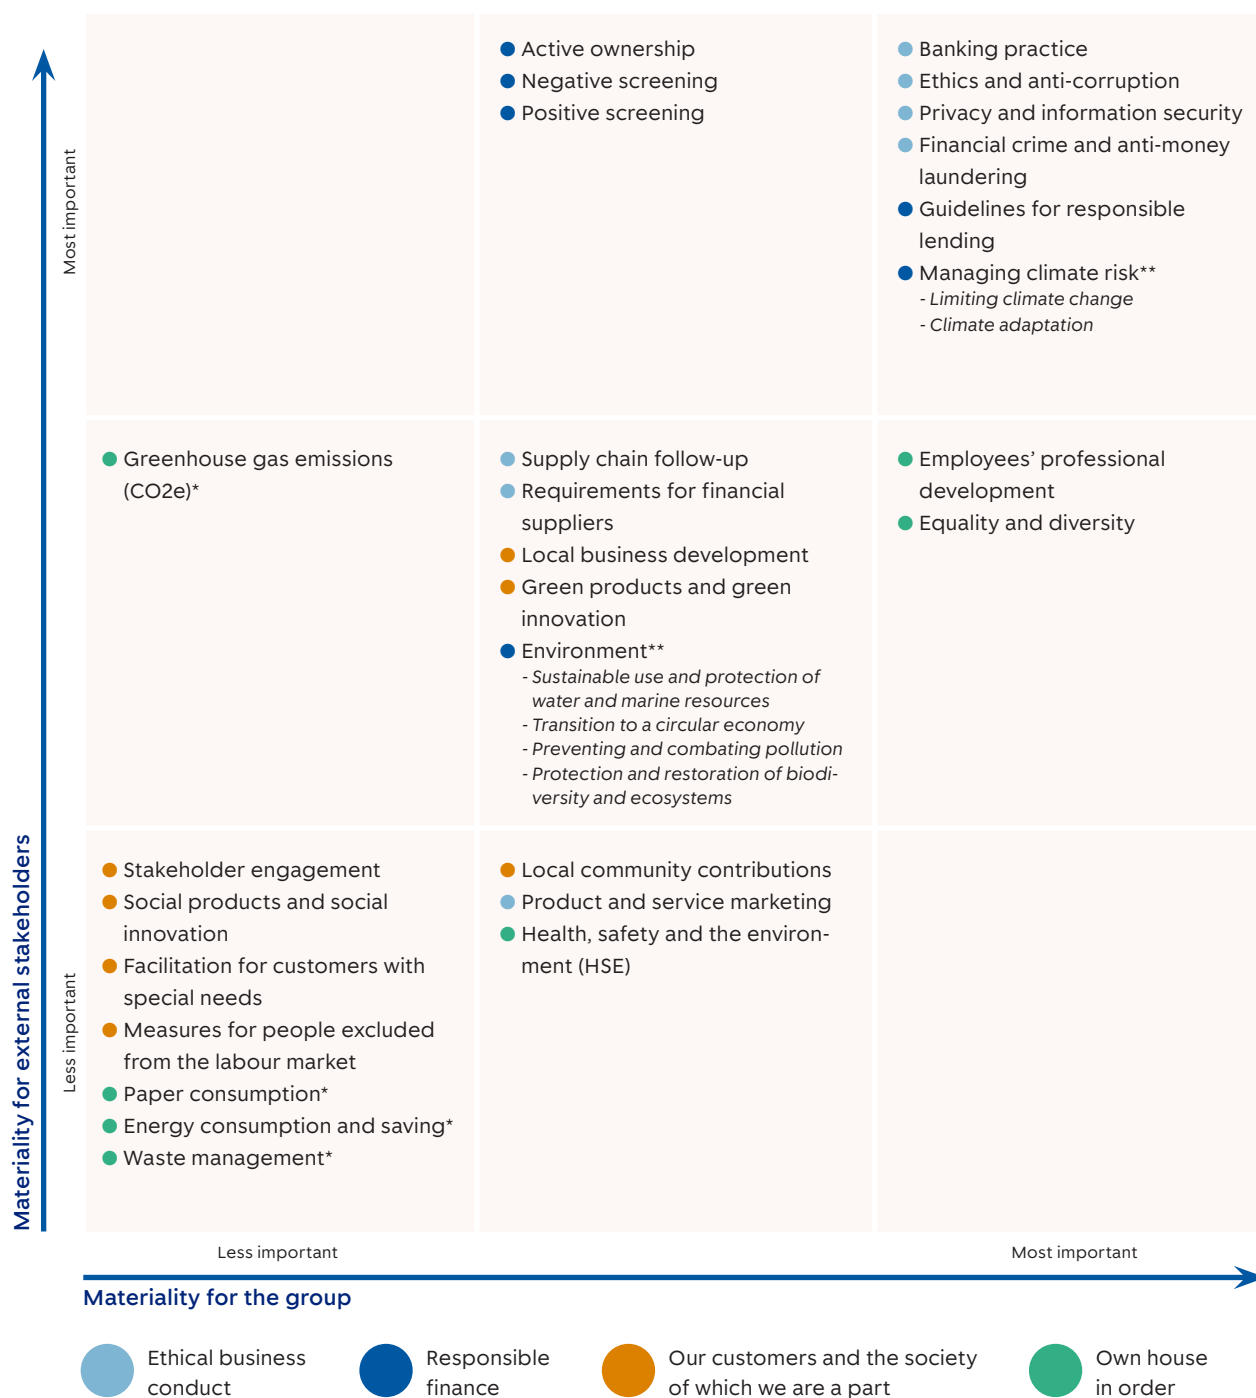 Active ownership
Negative screening
Positive screening
Banking practice
Ethics and anti-corruption
Privacy and information security
Financial crime and anti-money
laundering
Guidelines for responsible
lending
Managing climate risk**
- Limiting climate change
- Climate adaptation
Most important
Greenhouse gas emissions
(CO2e)*
Supply chain follow-up
Requirements for financial
suppliers
Local business development
Green products and green
innovation
Environment**
- Sustainable use and protection of
water and marine resources
- Transition to a circular economy
- Preventing and combating pollution
- Protection and restoration of biodi-
versity and ecosystems
Employees’ professional
development
Equality and diversity
Materiality for external stakeholders
Less important
Stakeholder engagement
Social products and social
innovation
Facilitation for customers with
special needs
Measures for people excluded
from the labour market
Paper consumption*
Energy consumption and saving*
Waste management*
Local community contributions
Product and service marketing
Health, safety and the environ-
ment (HSE)
Less important
Most important
Materiality for the group
Ethical business
conduct
Responsible
finance
Our customers and the society
of which we are a part
Own house
in order